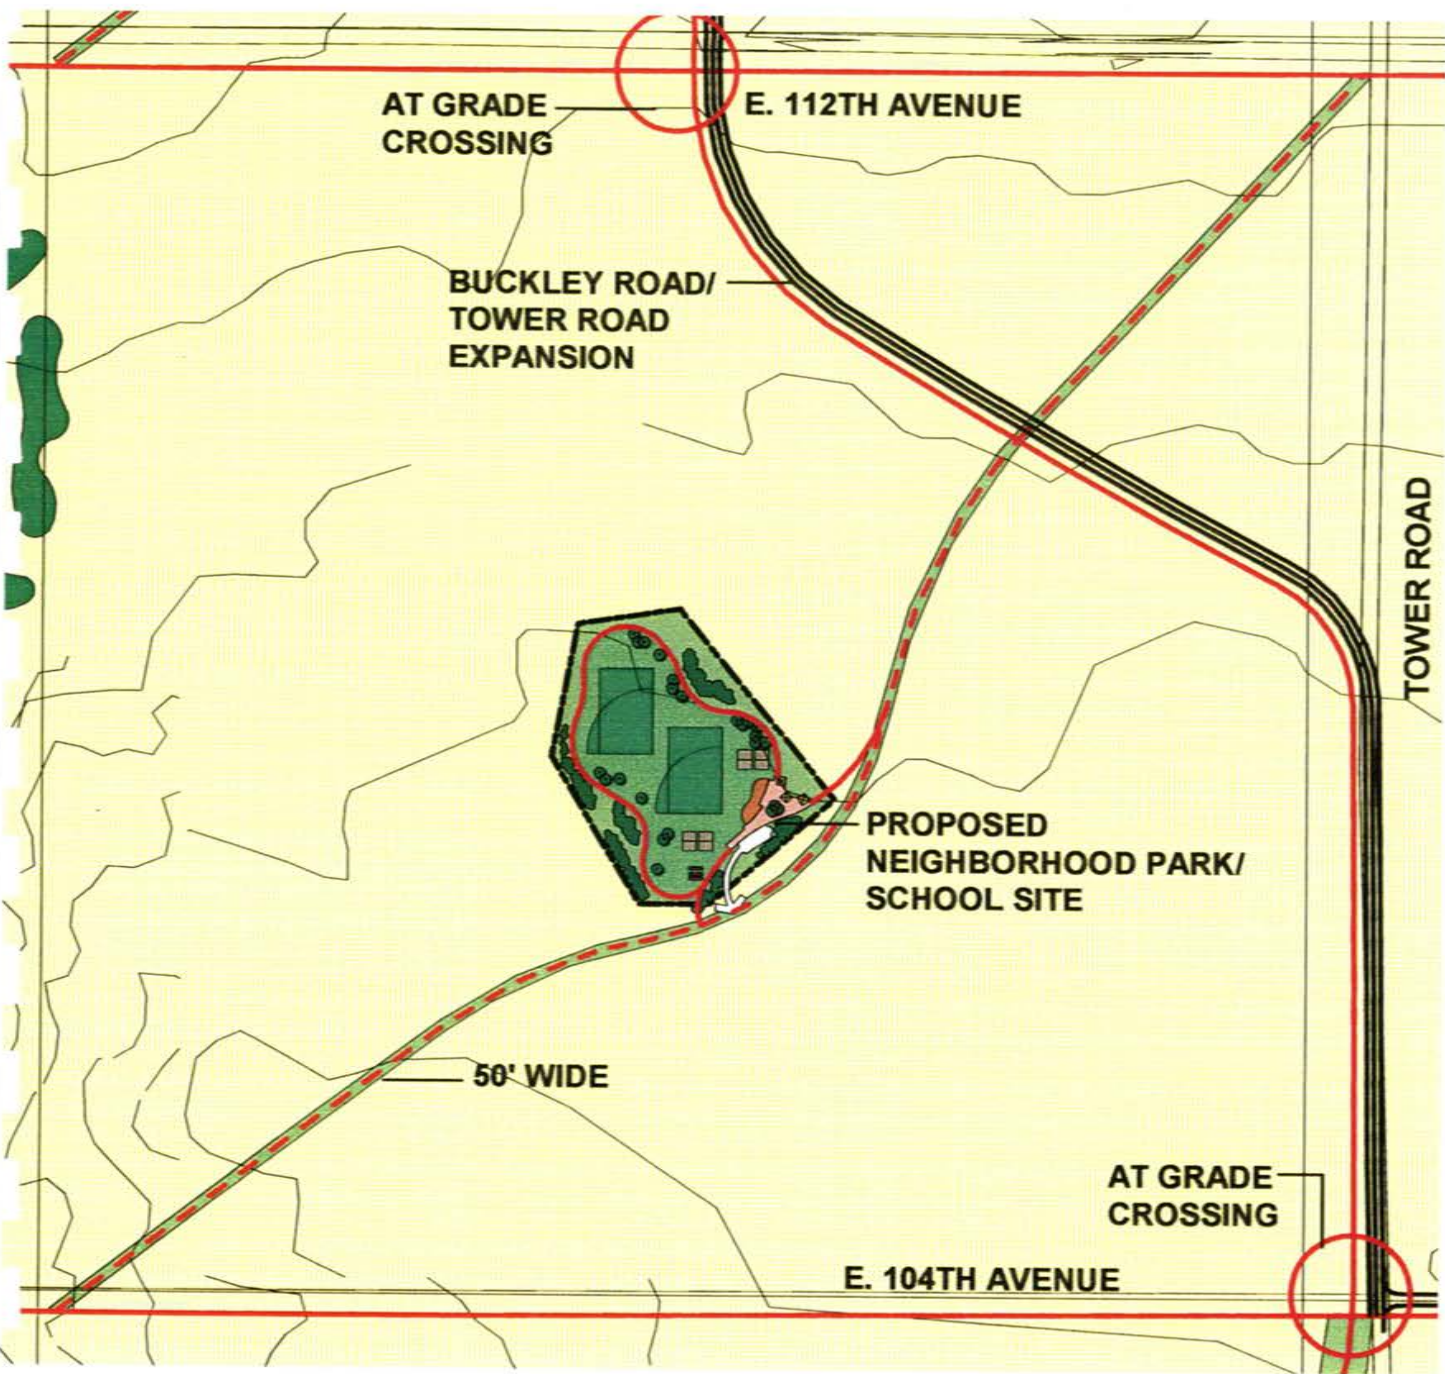 AT GRADE
CROSSING
E. 112TH AVENUE
BUCKLEY ROAD/
TOWER ROAD
EXPANSION
TOWER ROAD
PROPOSED
NEIGHBORHOOD PARK/
SCHOOL SITE
50' WIDE
AT GRADE
CROSSING
E. 104TH AVENUE